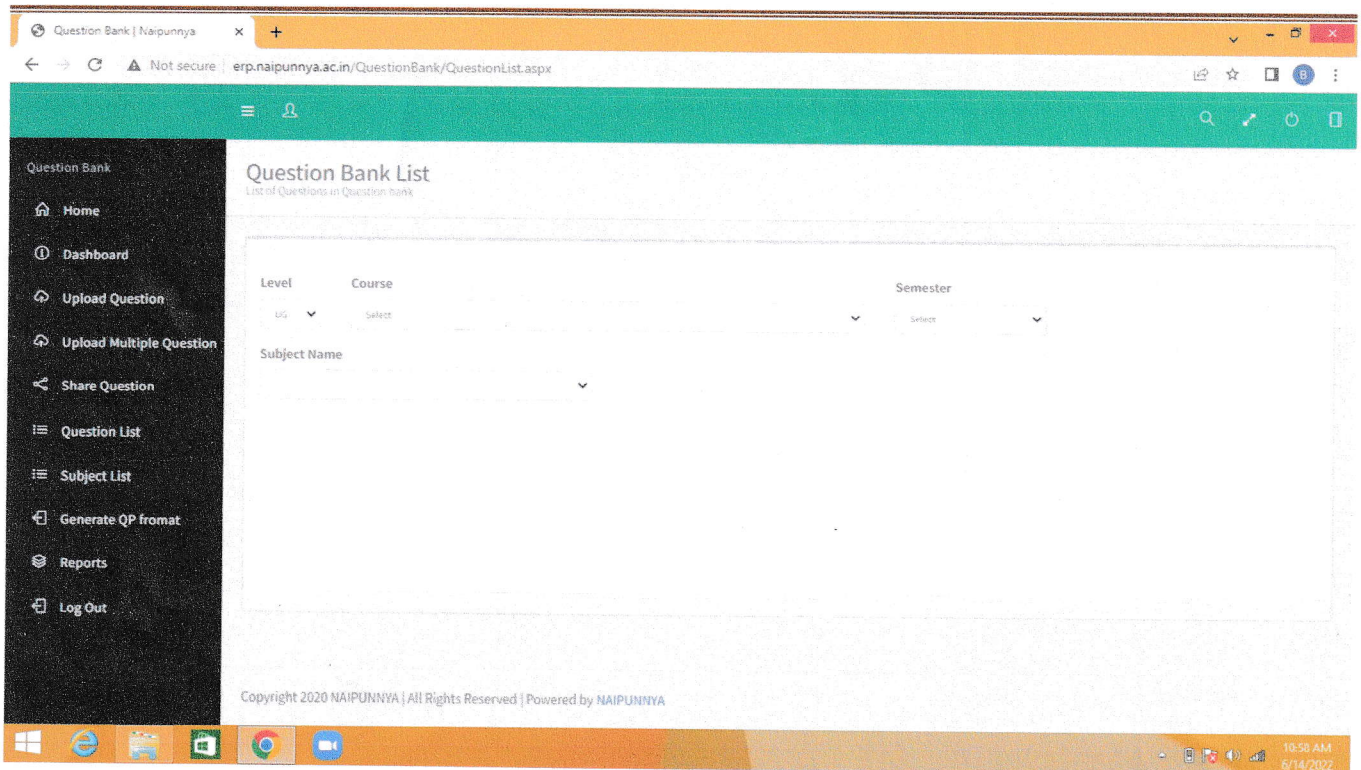 Question Bank | Naipunnya
Not secure erp.naipunnya.ac.in/QuestionBank/QuestionList.aspx
B
Question Bank
Home
Dashboard
Upload Question
Upload Multiple Question
Share Question
Question List
Subject List
Generate QP fromat
Reports
Log Out
Question Bank List
List of Questions in Question bank
Level Course Semester
UG Select Select
Subject Name
Copyright 2020 NAIPUNNYA | All Rights Reserved | Powered by NAIPUNNYA
10:58 AM
6/14/2022